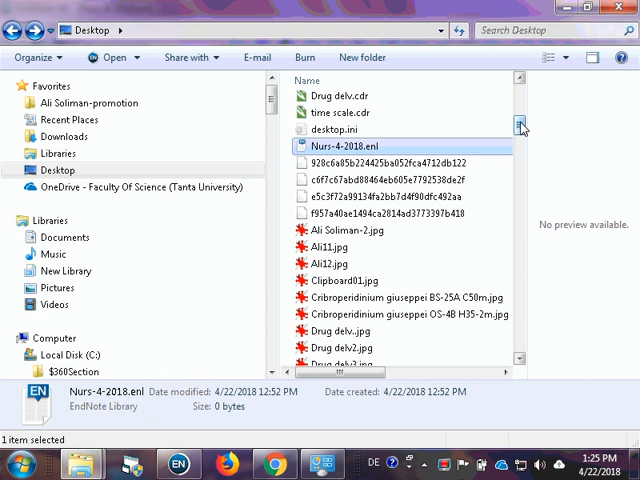 Desktop
Search Desktop
Organize Open Share with E-mail Burn New folder
Name
Favorites
Ali Soliman-promotion
Recent Places
Downloads
Libraries
Desktop
OneDrive - Faculty Of Science (Tanta University)
Libraries
Documents
Music
New Library
Pictures
Videos
Computer
Local Disk (C:)
$360Section
Drug delv.cdr
time scale.cdr
desktop.ini
Nurs-4-2018.enl
928c6a85b224425ba052fca4712db122
c6f7c67abd88464eb605e7792538de2f
e5c3f72a99134fa2bb7d4f90dfc492aa
f957a40ae1494ca2814ad3773397b418
Ali Soliman-2.jpg
Ali11.jpg
Ali12.jpg
Clipboard01.jpg
Cribroperidinium giuseppei BS-25A C50m.jpg
Cribroperidinium giuseppei OS-4B H35-2m.jpg
Drug delv..jpg
Drug delv2.jpg
Drug delv3.jpg
No preview available.
EN
Nurs-4-2018.enl Date modified: 4/22/2018 12:52 PM Date created: 4/22/2018 12:52 PM
EndNote Library Size: 0 bytes
1 item selected
EN DE 1:25 PM
4/22/2018